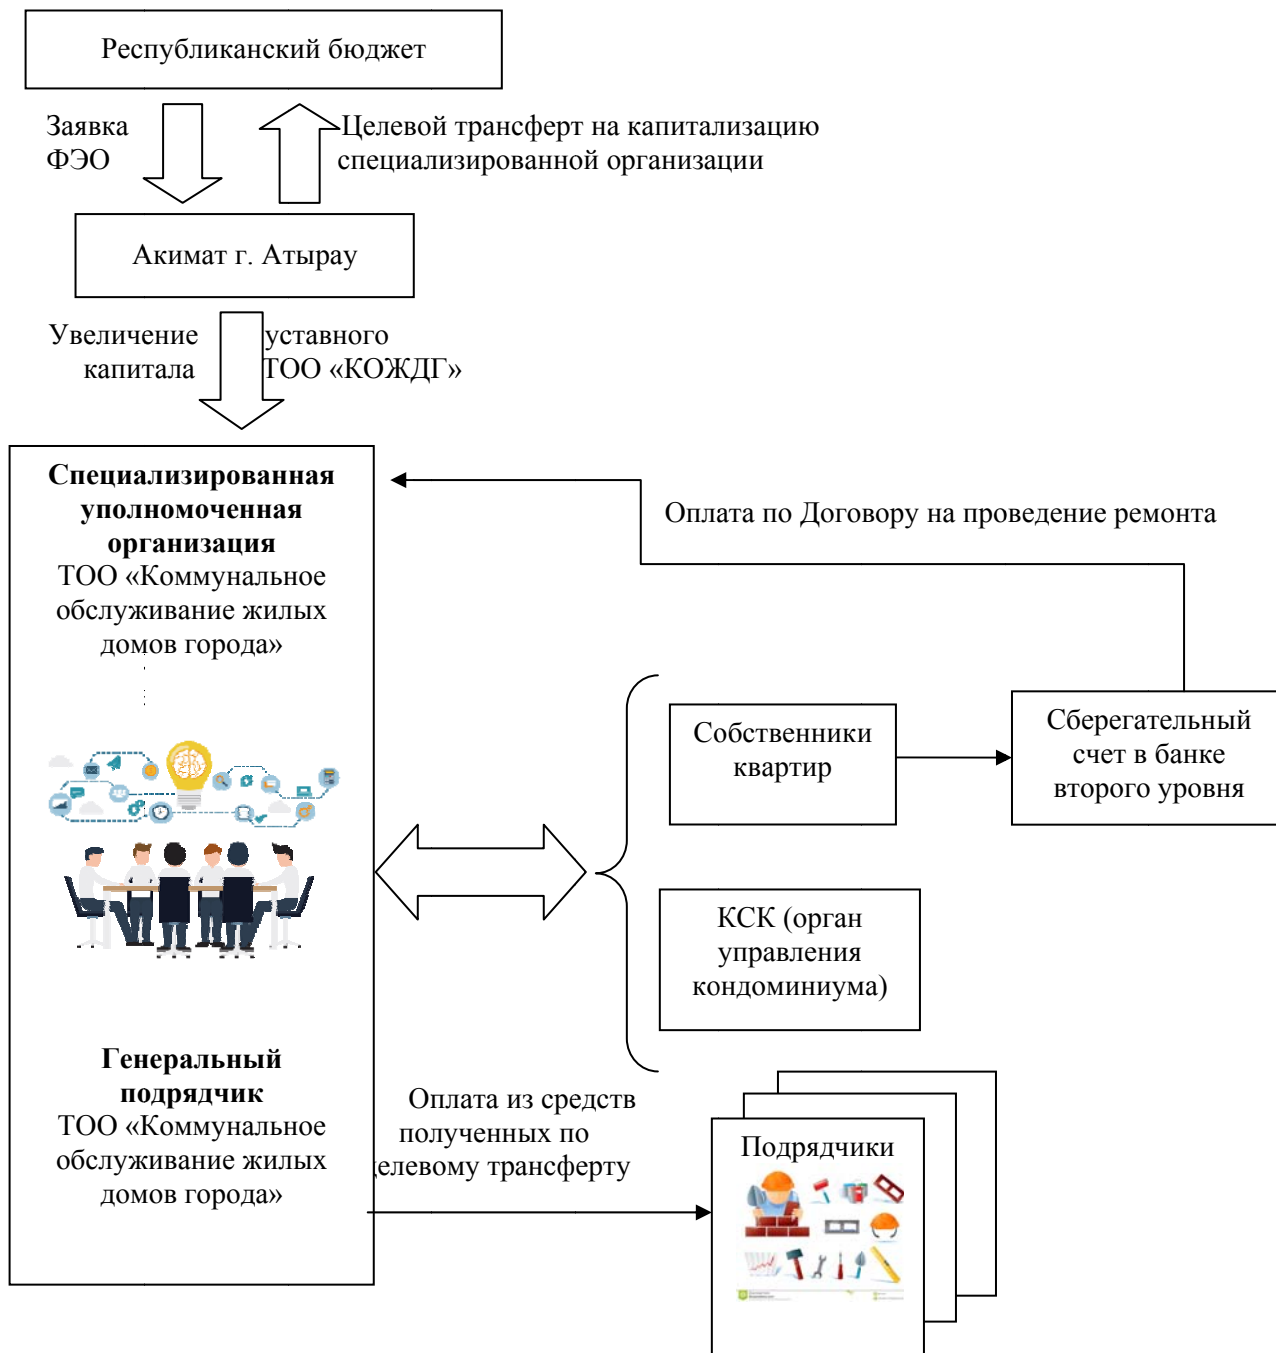 Республиканский бюджет
Заявка
ФЭО
Целевой трансферт на капитализацию
специализированной организации
Акимат г. Атырау
Увеличение уставного
капитала ТОО «КОЖДГ»
Специализированная
уполномоченная
организация
ТОО «Коммунальное
обслуживание жилых
домов города»
Оплата по Договору на проведение ремонта
Собственники
квартир
Сберегательный
счет в банке
второго уровня
КСК (орган
управления
кондоминиума)
Генеральный
подрядчик
ТОО «Коммунальное
обслуживание жилых
домов города»
Оплата из средств
полученных по
целевому трансферту
Подрядчики